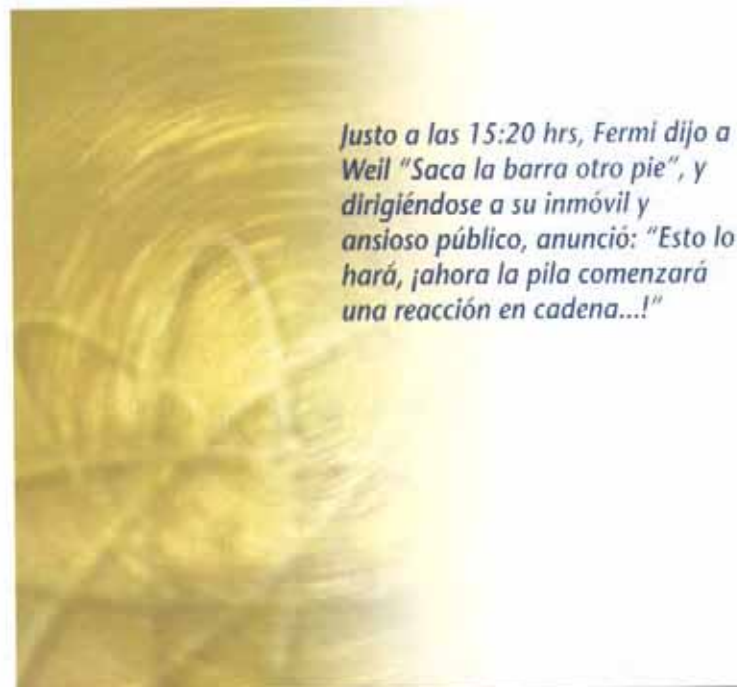 Justo a las 15:20 hrs, Fermi dijo a
Weil "Saca la barra otro pie", y
dirigiéndose a su inmóvil y
ansioso público, anunció: "Esto lo
hará, ¡ahora la pila comenzará
una reacción en cadena...!"